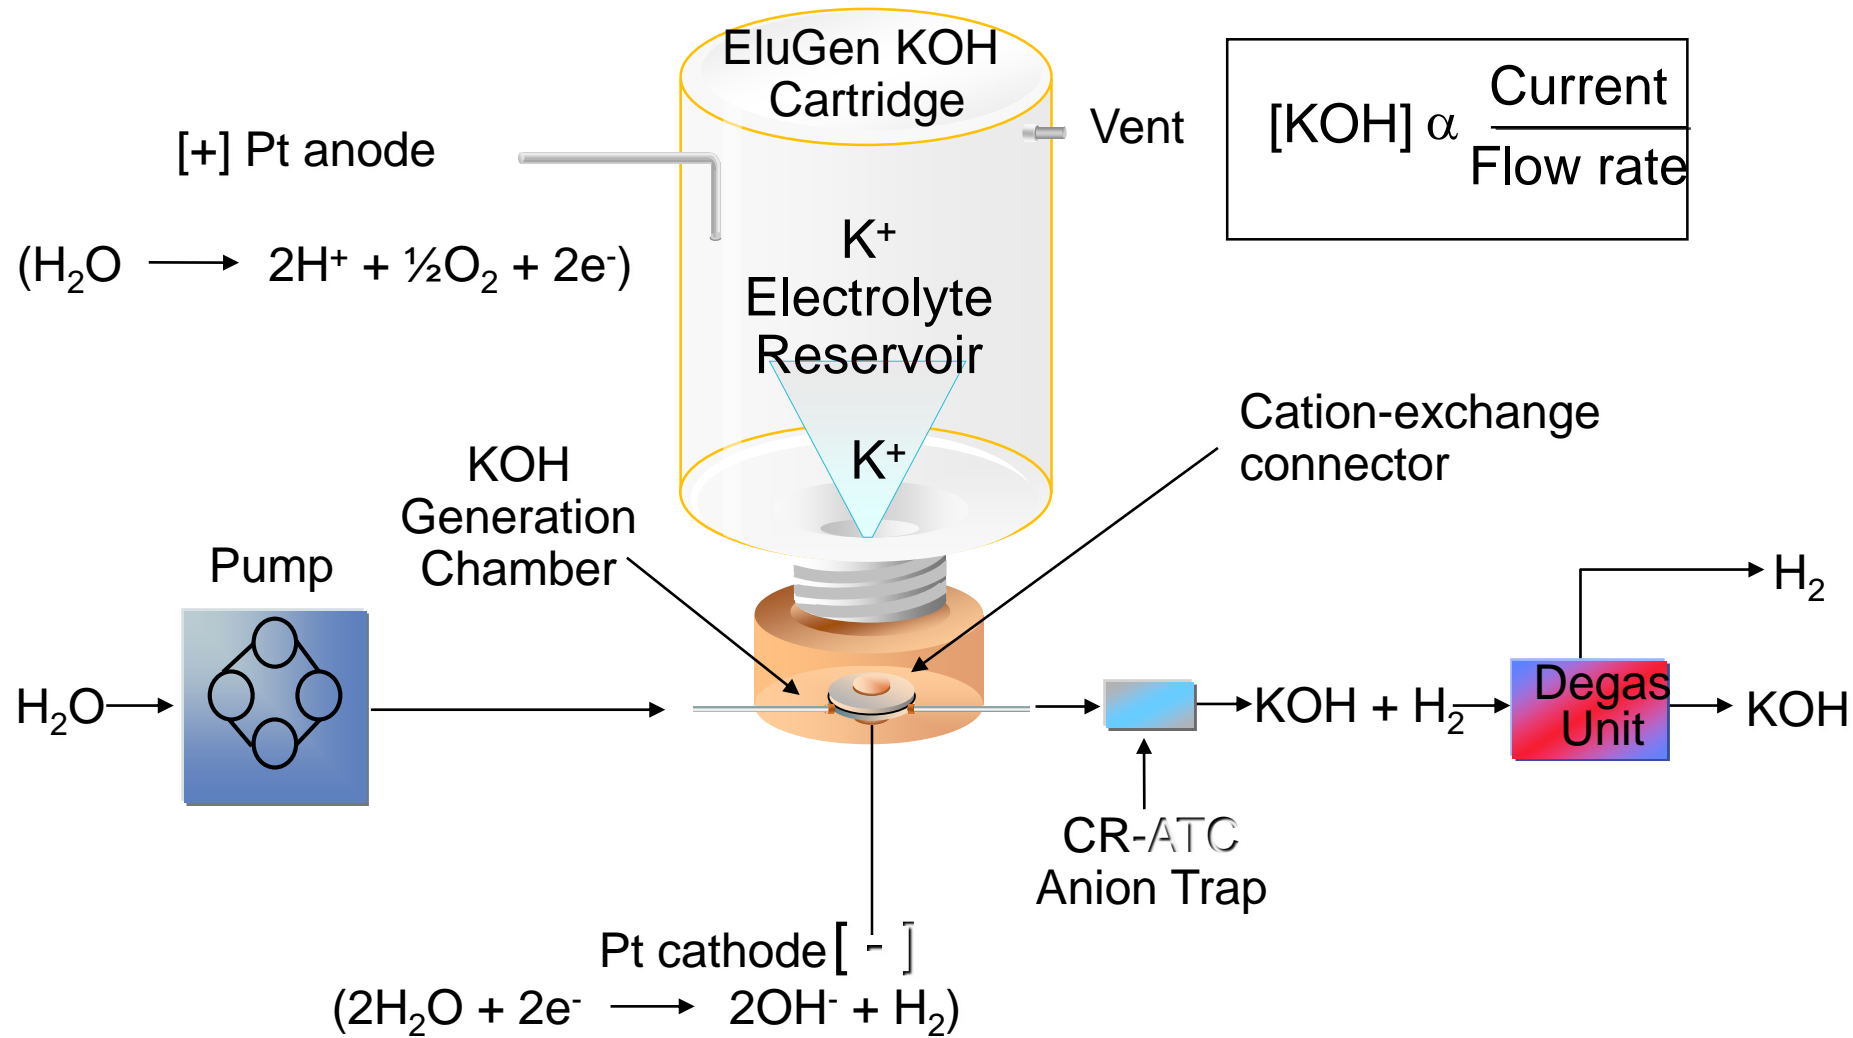 EluGen KOH
Cartridge
[+] Pt anode
Vent
[KOH] α Current
Flow rate
(H₂O ⟶ 2H⁺ + ½O₂ + 2e⁻)
K⁺
Electrolyte
Reservoir
K⁺
Cation-exchange
connector
KOH
Generation
Chamber
Pump
H₂O
KOH + H₂
Degas
Unit
H₂
KOH
CR-ATC
Anion Trap
Pt cathode [ - ]
(2H₂O + 2e⁻ ⟶ 2OH⁻ + H₂)